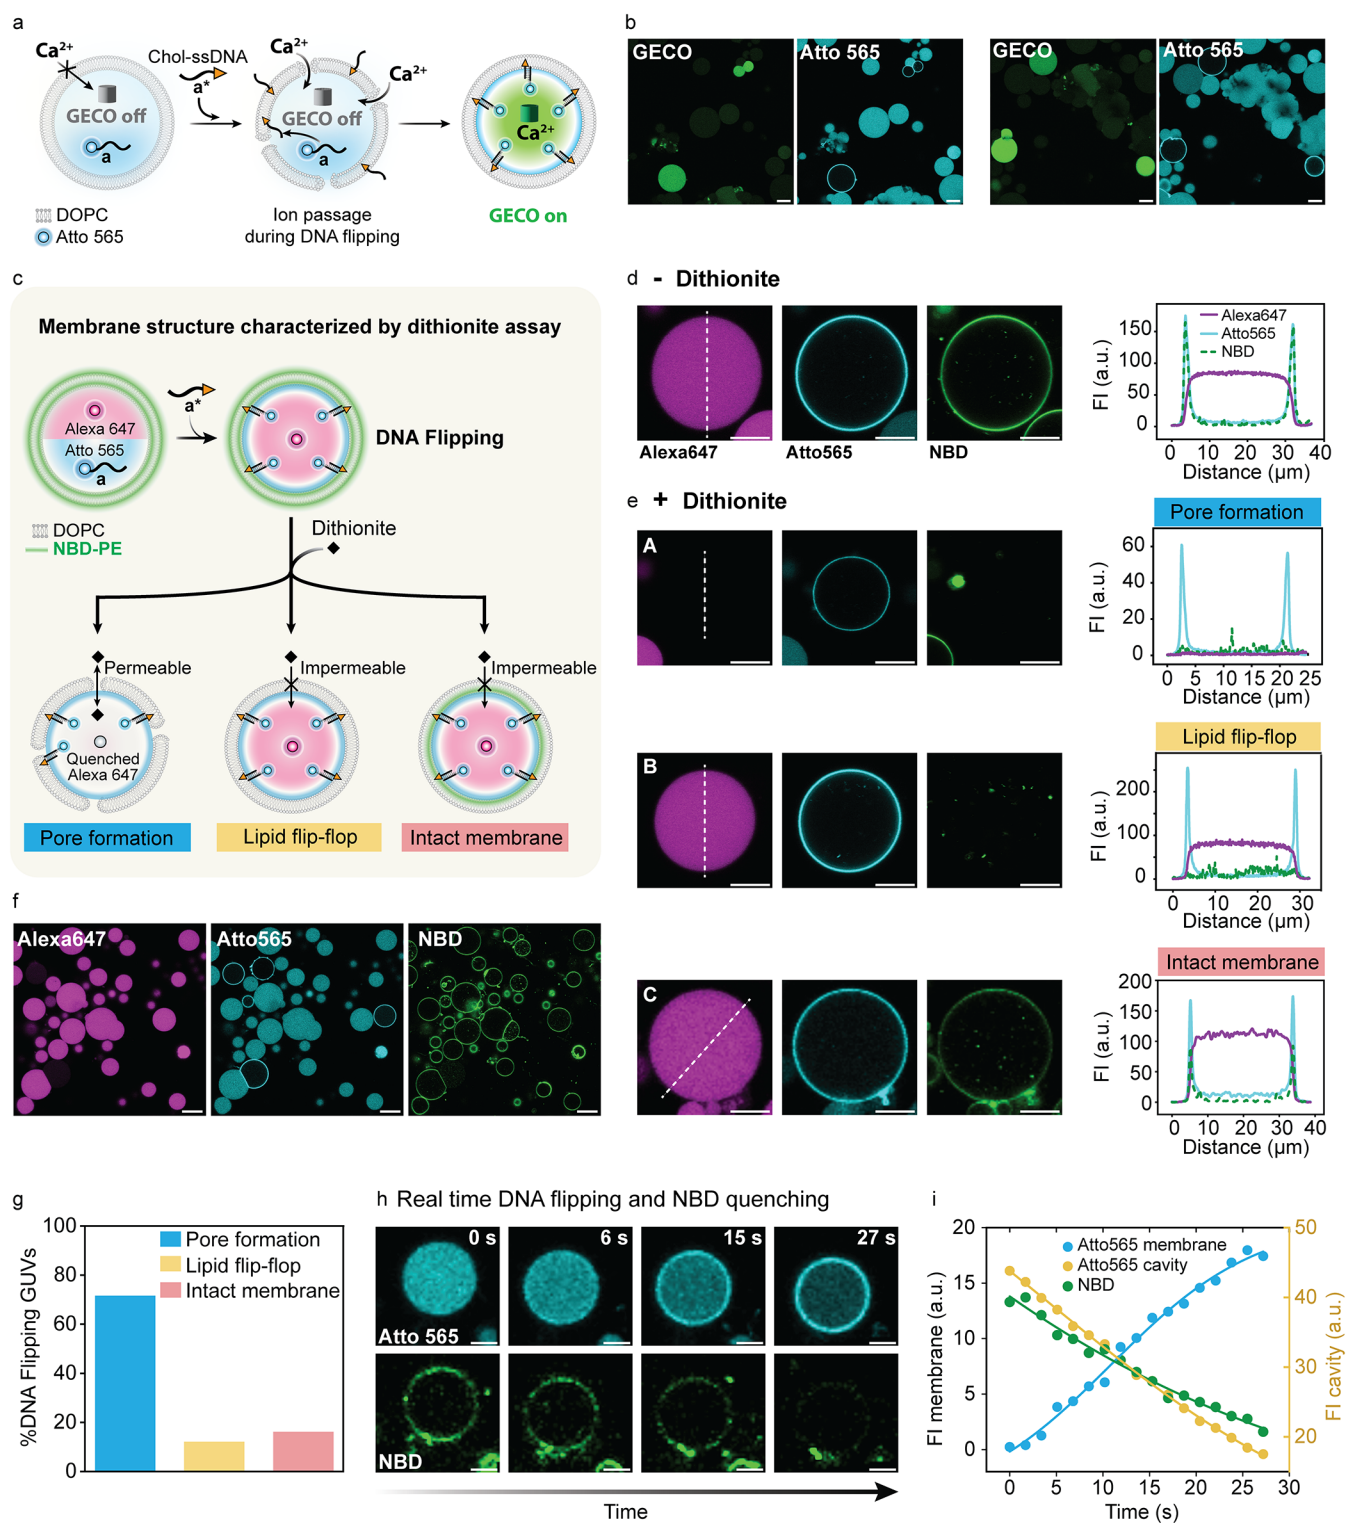 a
Ca2+
Chol-ssDNA
a*
GECO off
a
Ca2+
Ca2+
GECO off
a
Ca2+
DOPC
Atto 565
Ion passage
during DNA flipping
GECO on
b
GECO
Atto 565
GECO
Atto 565
c
Membrane structure characterized by dithionite assay
Alexa 647
Atto 565
a
a*
DNA Flipping
DOPC
NBD-PE
Dithionite
Permeable
Impermeable
Impermeable
Quenched
Alexa 647
Pore formation
Lipid flip-flop
Intact membrane
d
- Dithionite
Alexa647
Atto565
NBD
FI (a.u.)
150
100
50
0
Alexa647
Atto565
NBD
0 10 20 30 40
Distance (µm)
e
+ Dithionite
A
Pore formation
FI (a.u.)
60
40
20
0
0 5 10 15 20 25
Distance (µm)
B
Lipid flip-flop
FI (a.u.)
200
100
0
0 10 20 30
Distance (µm)
C
Intact membrane
FI (a.u.)
200
150
100
50
0
0 10 20 30 40
Distance (µm)
f
Alexa647
Atto565
NBD
g
%DNA Flipping GUVs
100
80
60
40
20
0
Pore formation
Lipid flip-flop
Intact membrane
h Real time DNA flipping and NBD quenching
0 s
6 s
15 s
27 s
Atto 565
NBD
Time
i
FI membrane (a.u.)
20
15
10
5
0
Atto565 membrane
Atto565 cavity
NBD
50
40
30
20
FI cavity (a.u.)
0 5 10 15 20 25 30
Time (s)